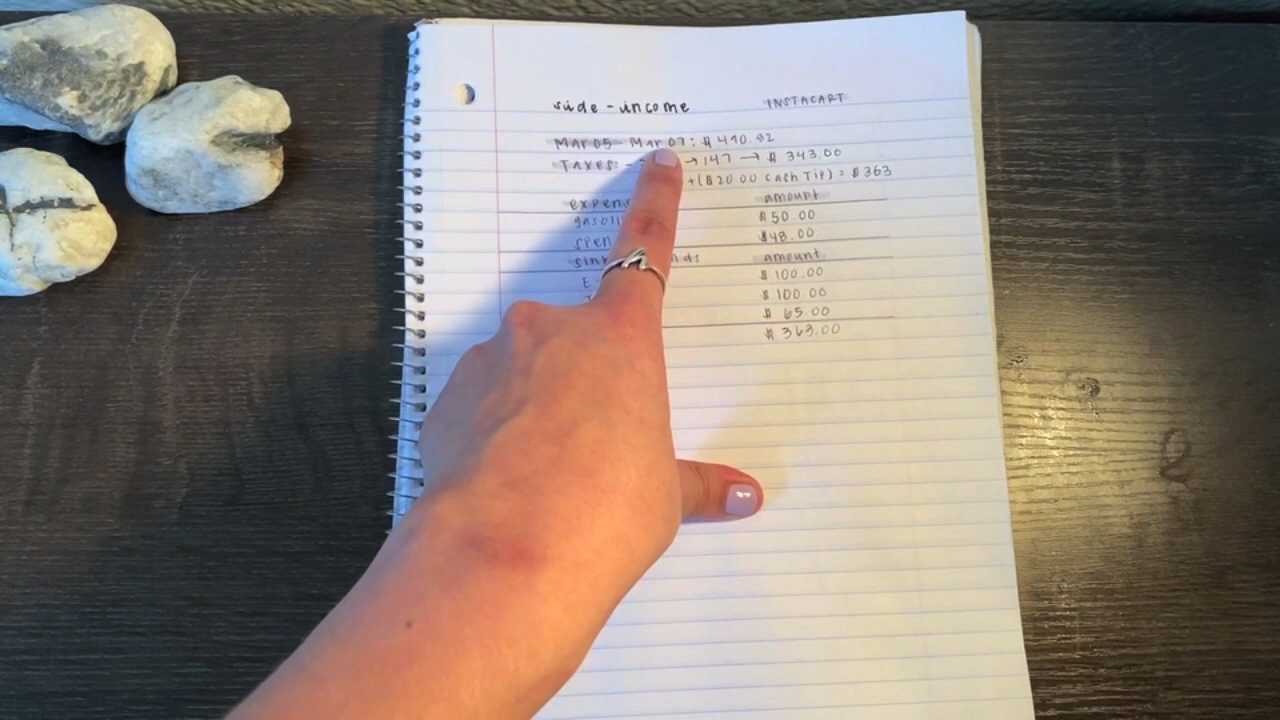 side - income INSTACART
Mar 05 - Mar 07: $ 490.82
Taxes: - → 147 → $ 343.00
+($20.00 cash Tip) = $363
amount
$50.00
$48.00
amount
E
$ 100.00
$ 100.00
$ 65.00
$ 363.00